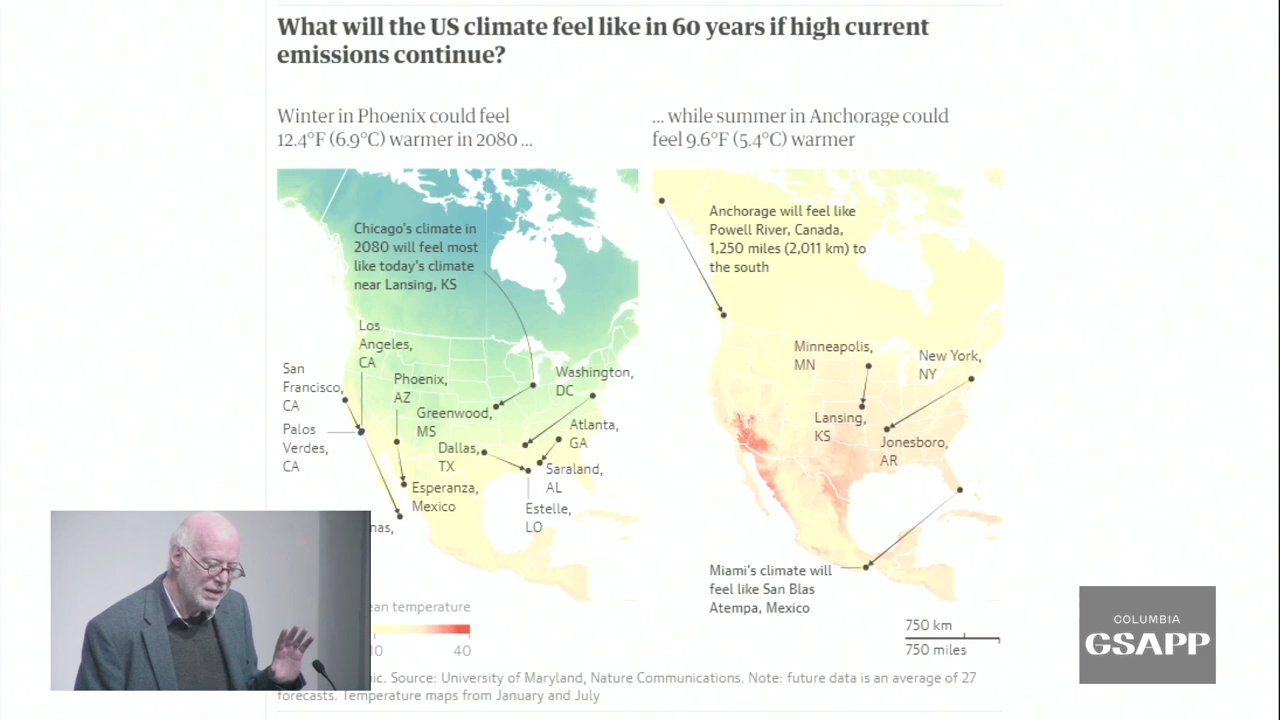 What will the US climate feel like in 60 years if high current
emissions continue?
Winter in Phoenix could feel
12.4°F (6.9°C) warmer in 2080 ...
... while summer in Anchorage could
feel 9.6°F (5.4°C) warmer
Chicago's climate in
2080 will feel most
like today's climate
near Lansing, KS
Los
Angeles,
CA
San
Francisco,
CA
Phoenix,
AZ
Washington,
DC
Greenwood,
MS
Palos
Verdes,
CA
Dallas,
TX
Atlanta,
GA
Saraland,
AL
Esperanza,
Mexico
Estelle,
LO
nas,
Anchorage will feel like
Powell River, Canada,
1,250 miles (2,011 km) to
the south
Minneapolis,
MN
New York,
NY
Lansing,
KS
Jonesboro,
AR
Miami's climate will
feel like San Blas
Atempa, Mexico
ean temperature
10 40
750 km
750 miles
ic. Source: University of Maryland, Nature Communications. Note: future data is an average of 27
forecasts. Temperature maps from January and July
COLUMBIA
GSAPP